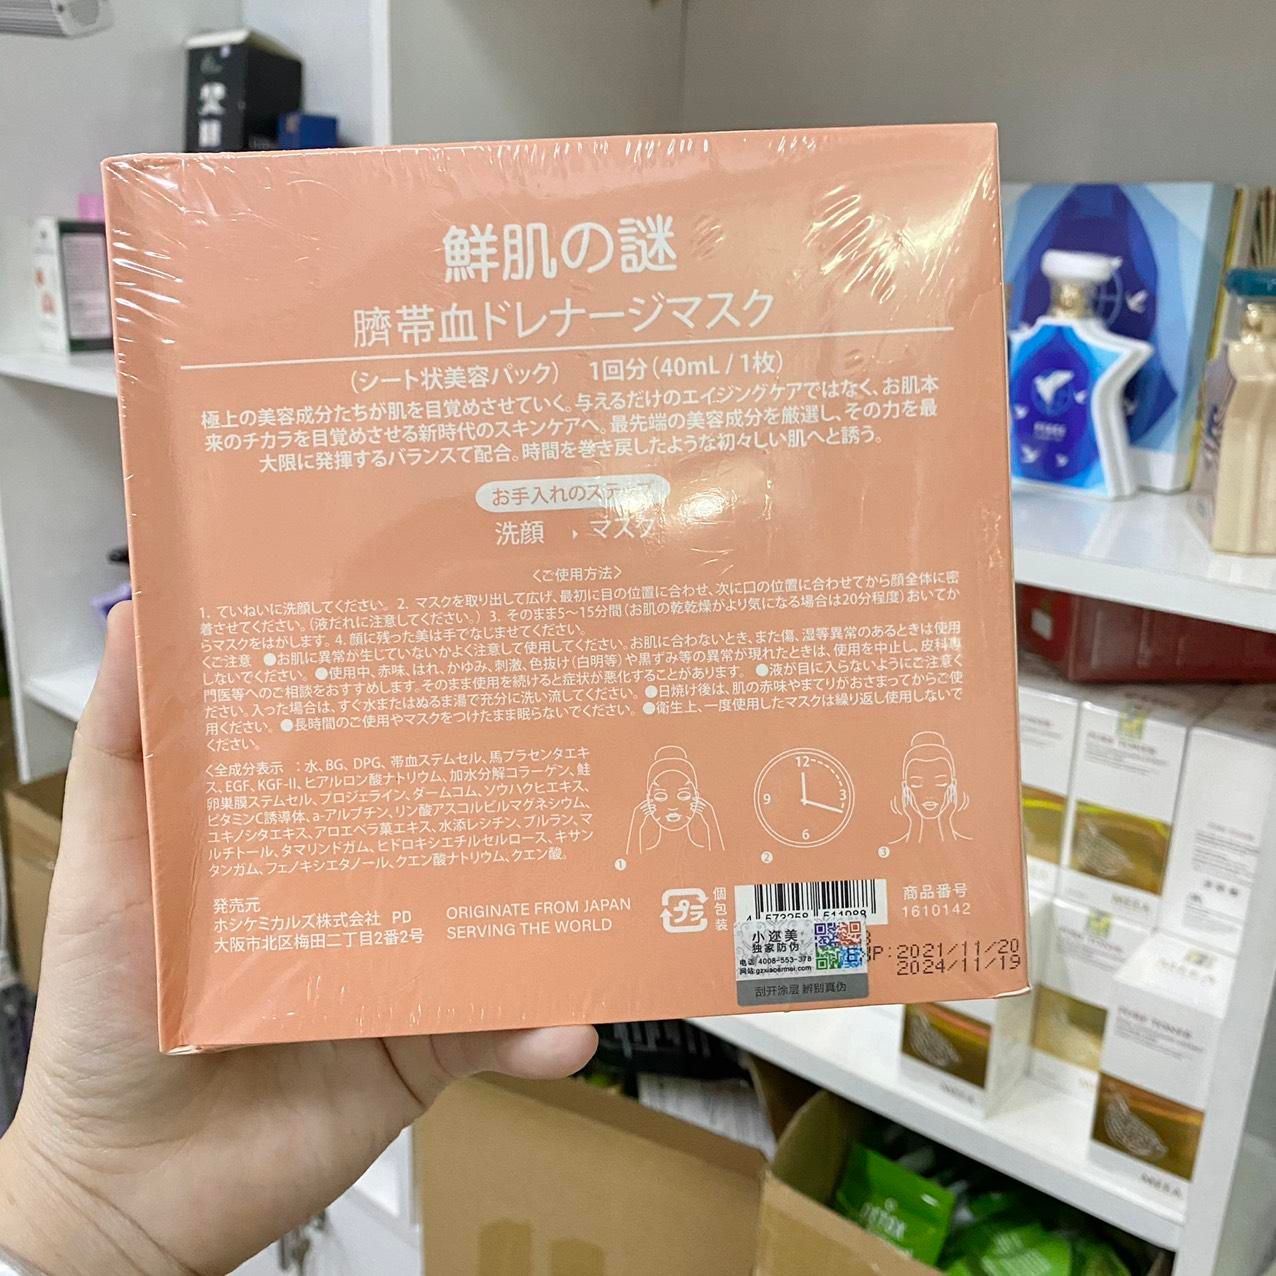 鮮肌の謎
臍帯血ドレナージマスク
(シート状美容パック) 1回分(40mL / 1枚)
極上の美容成分たちが肌を目覚めさせていく。与えるだけのエイジングケアではなく、お肌本
来のチカラを目覚めさせる新時代のスキンケアへ。最先端の美容成分を厳選し、その力を最
大限に発揮するバランスで配合。時間を巻き戻したような初々しい肌へと誘う。
お手入れのステップ
洗顔 › マスク
〈ご使用方法〉
1. ていねいに洗顔してください。 2. マスクを取り出して広げ、最初に目の位置に合わせ、次に口の位置に合わせてから顔全体に密
着させてください。(液だれに注意してください。) 3. そのまま5〜15分間(お肌の乾乾燥がより気になる場合は20分程度)おいてか
らマスクをはがします。4. 顔に残った美は手でなじませてください。
くご注意 ●お肌に異常が生していないかよく注意して使用してください。お肌に合わないとき、また傷、湿等異常のあるときは使用
しないでください。●使用中、赤味、はれ、かゆみ、刺激、色抜け(白明等)や黒ずみ等の異常が現れたときは、使用を中止し、皮科専
門医等へのご相談をおすすめします。そのまま使用を続けると症状が悪化することがあります。 ●液が目に入らないようにご注意く
ださい。入った場合は、すぐ水またはぬるま湯で充分に洗い流してください。●日焼け後は、肌の赤味やまてりがおさまってからご使
用ください。●長時間のご使用やマスクをつけたまま眠らないでください。●衛生上、一度使用したマスクは繰り返し使用しないで
ください。
〈全成分表示 :水、BG、DPG、帯血ステムセル、馬プラセンタエキ
ス、EGF、KGF-II、ヒアルロン酸ナトリウム、加水分解コラーゲン、鮭
卵巣膜ステムセル、プロジェライン、ダームコム、ソウハクヒエキス、
ビタミンC誘導体、a-アルプチン、リン酸アスコルビルマグネシウム、
ユキノシタエキス、アロエベラ葉エキス、水添レシチン、プルラン、マ
ルチトール、タマリンドガム、ヒドロキシエチルセルロース、キサン
タンガム、フェノキシエタノール、クエン酸ナトリウム、クエン酸。
12
3
6
9
1
2
3
発売元
ホシケミカルズ株式会社 PD
大阪市北区梅田二丁目2番2号
ORIGINATE FROM JAPAN
SERVING THE WORLD
プラ
個包装
4 573258 511988
商品番号
1610142
小迩美
独家防伪
电话 4008-553-378
网站:gzxiaoermei.com
刮开涂层 辨别真伪
:2021/11/20
2024/11/19
PURE TONER
MEEA